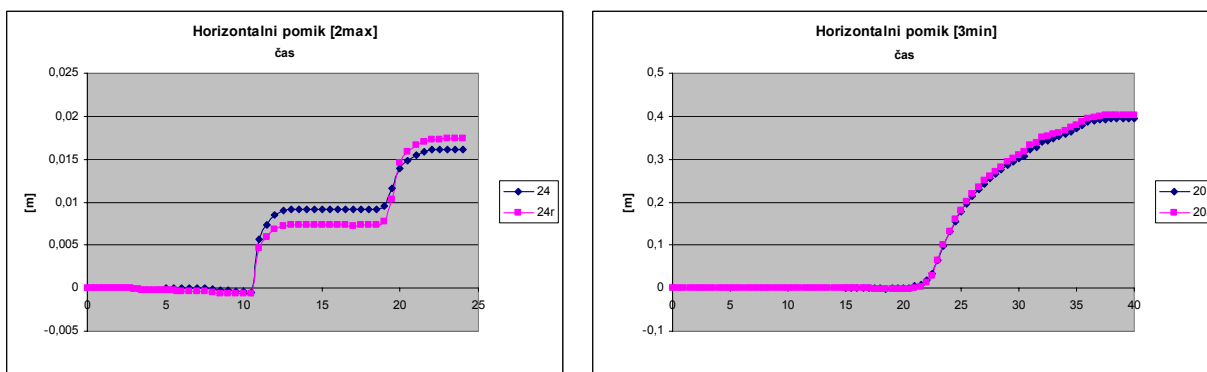 Horizontalni pomik [2max]
čas
0,025
0,02
0,015
0,01
0,005
0
-0,005
[m]
0 5 10 15 20 25
24
24r
Horizontalni pomik [3min]
čas
0,5
0,4
0,3
0,2
0,1
0
-0,1
[m]
0 5 10 15 20 25 30 35 40
20
20